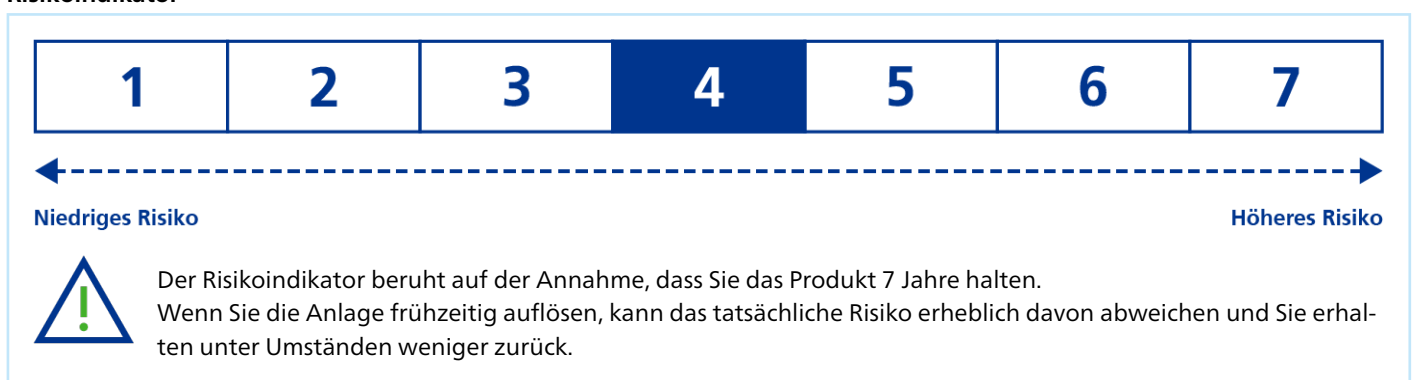 Risikoindikator
1 2 3 4 5 6 7
Niedriges Risiko Höheres Risiko
Der Risikoindikator beruht auf der Annahme, dass Sie das Produkt 7 Jahre halten.
Wenn Sie die Anlage frühzeitig auflösen, kann das tatsächliche Risiko erheblich davon abweichen und Sie erhal-
ten unter Umständen weniger zurück.